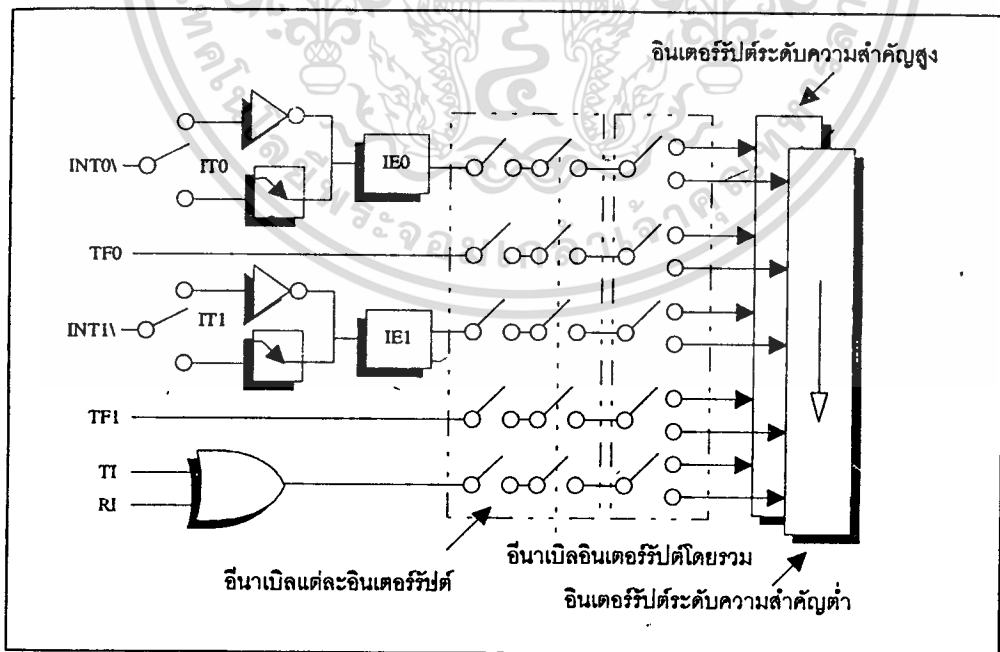 อินเตอร์รัปต์ระดับความสำคัญสูง
INT0\
IT0
IE0
TF0
INT1\
IT1
IE1
TF1
TI
RI
อีนาเบิลแต่ละอินเตอร์รัปต์
อีนาเบิลอินเตอร์รัปต์โดยรวม
อินเตอร์รัปต์ระดับความสำคัญต่ำ